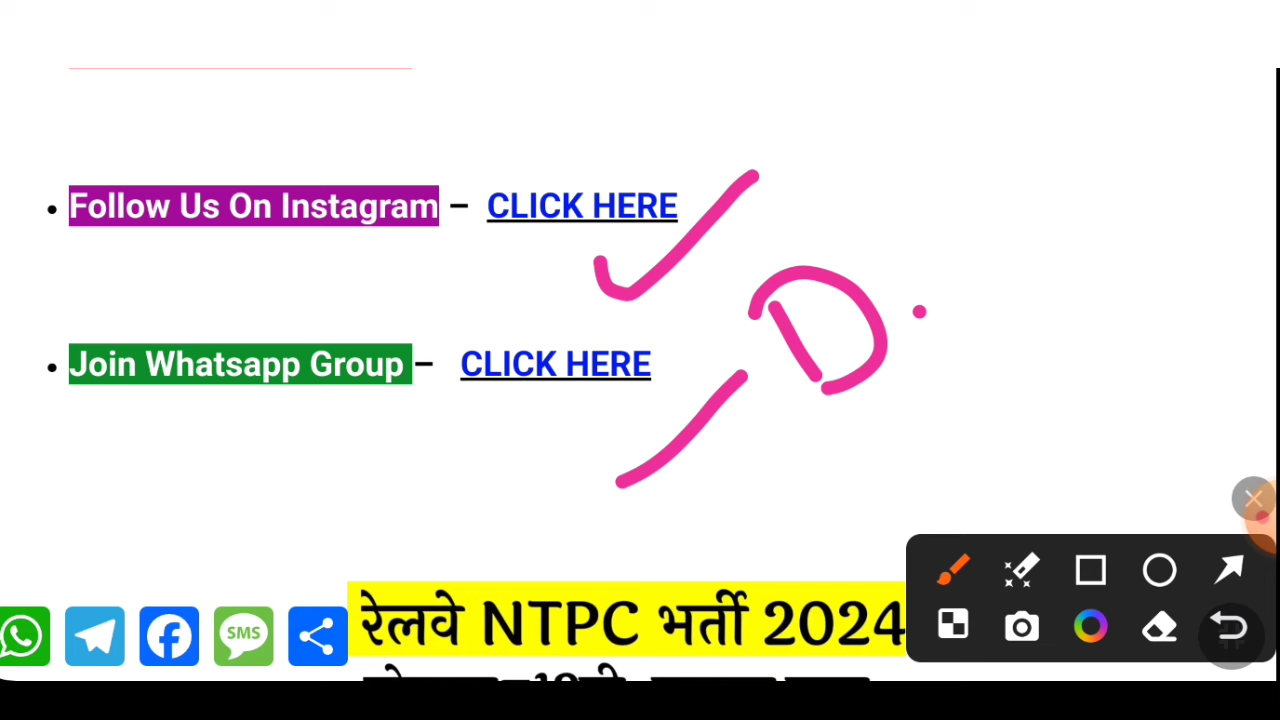 Follow Us On Instagram – CLICK HERE
D.
Join Whatsapp Group – CLICK HERE
SMS
रेलवे NTPC भर्ती 2024